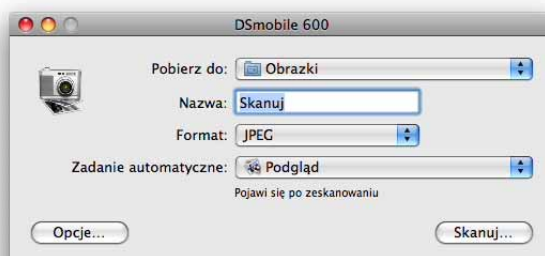 DSmobile 600
Pobierz do: Obrazki
Nazwa: Skanuj
Format: JPEG
Zadanie automatyczne: Podgląd
Pojawi się po zeskanowaniu
Opcje... Skanuj...